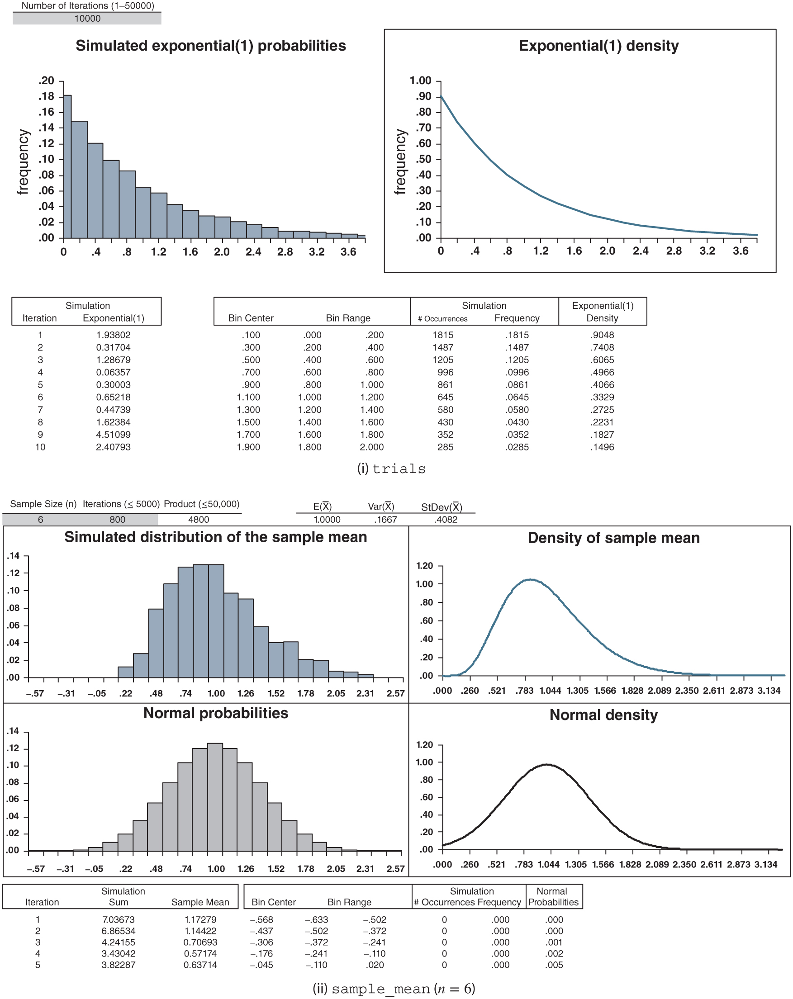 Number of Iterations (1–50000)
10000
Simulated exponential(1) probabilities
frequency
.20
.18
.16
.14
.12
.10
.08
.06
.04
.02
.00
0 .4 .8 1.2 1.6 2.0 2.4 2.8 3.2 3.6
Exponential(1) density
frequency
1.00
.90
.80
.70
.60
.50
.40
.30
.20
.10
.00
0 .4 .8 1.2 1.6 2.0 2.4 2.8 3.2 3.6
Simulation
Iteration Exponential(1)
1 1.93802
2 0.31704
3 1.28679
4 0.06357
5 0.30003
6 0.65218
7 0.44739
8 1.62384
9 4.51099
10 2.40793
Simulation Exponential(1)
Bin Center Bin Range # Occurrences Frequency Density
.100 .000 .200 1815 .1815 .9048
.300 .200 .400 1487 .1487 .7408
.500 .400 .600 1205 .1205 .6065
.700 .600 .800 996 .0996 .4966
.900 .800 1.000 861 .0861 .4066
1.100 1.000 1.200 645 .0645 .3329
1.300 1.200 1.400 580 .0580 .2725
1.500 1.400 1.600 430 .0430 .2231
1.700 1.600 1.800 352 .0352 .1827
1.900 1.800 2.000 285 .0285 .1496
(i) trials
Sample Size (n) Iterations (≤ 5000) Product (≤50,000)
6 800 4800
E(X̅) Var(X̅) StDev(X̅)
1.0000 .1667 .4082
Simulated distribution of the sample mean
.14
.12
.10
.08
.06
.04
.02
.00
–.57 –.31 –.05 .22 .48 .74 1.00 1.26 1.52 1.78 2.05 2.31 2.57
Density of sample mean
1.20
1.00
.80
.60
.40
.20
.00
.000 .260 .521 .783 1.044 1.305 1.566 1.828 2.089 2.350 2.611 2.873 3.134
Normal probabilities
.14
.12
.10
.08
.06
.04
.02
.00
–.57 –.31 –.05 .22 .48 .74 1.00 1.26 1.52 1.78 2.05 2.31 2.57
Normal density
1.20
1.00
.80
.60
.40
.20
.00
.000 .260 .521 .783 1.044 1.305 1.566 1.828 2.089 2.350 2.611 2.873 3.134
Simulation
Iteration Sum Sample Mean
1 7.03673 1.17279
2 6.86534 1.14422
3 4.24155 0.70693
4 3.43042 0.57174
5 3.82287 0.63714
Simulation Normal
Bin Center Bin Range # Occurrences Frequency Probabilities
–.568 –.633 –.502 0 .000 .000
–.437 –.502 –.372 0 .000 .000
–.306 –.372 –.241 0 .000 .001
–.176 –.241 –.110 0 .000 .002
–.045 –.110 .020 0 .000 .005
(ii) sample_mean (n = 6)